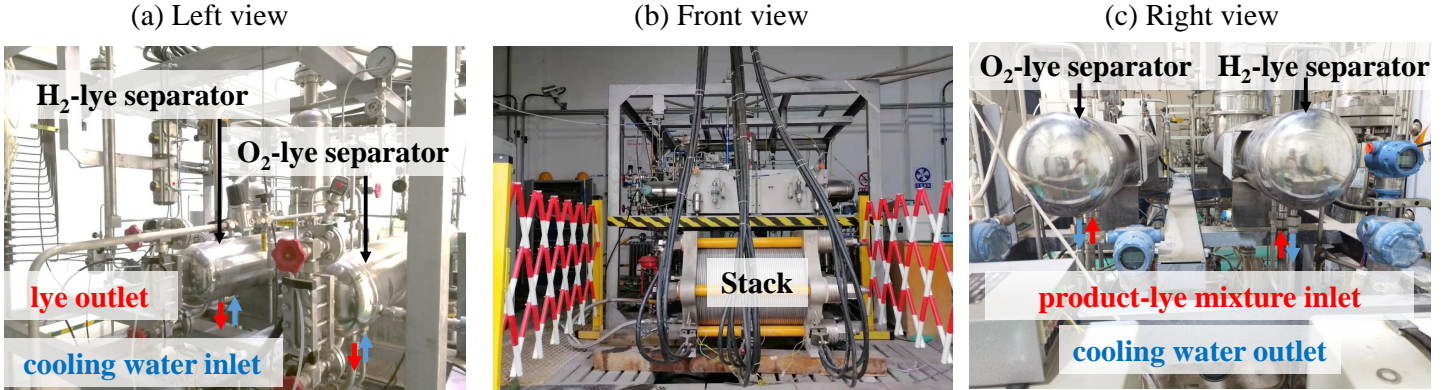 (a) Left view
(b) Front view
(c) Right view
H2-lye separator
O2-lye separator
lye outlet
cooling water inlet
Stack
O2-lye separator
H2-lye separator
product-lye mixture inlet
cooling water outlet